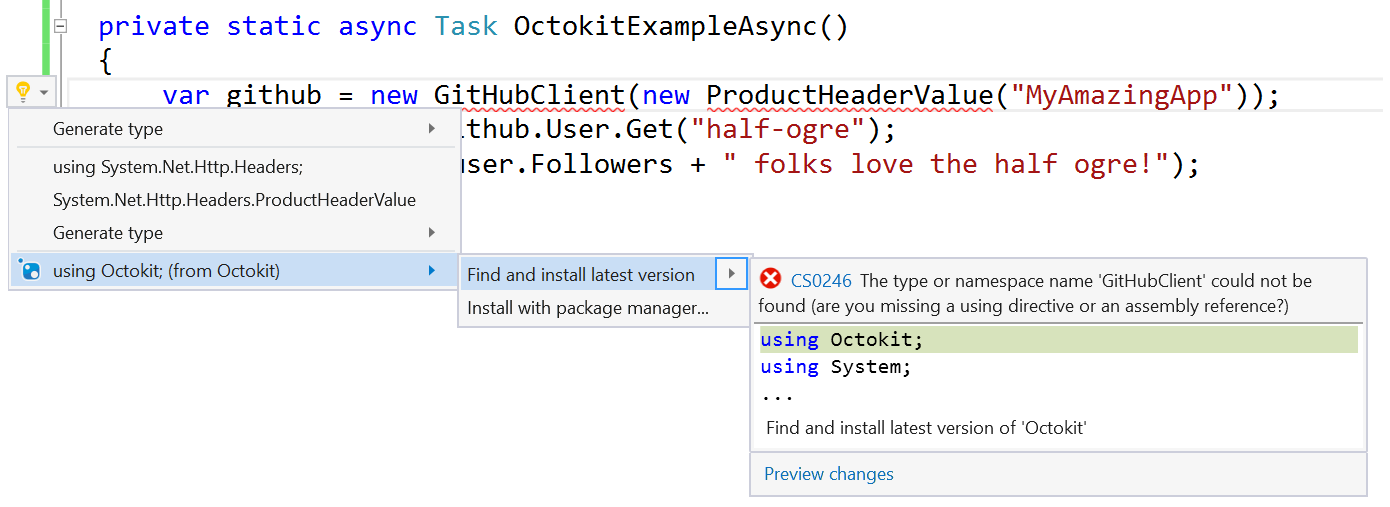 private static async Task OctokitExampleAsync()
{
var github = new GitHubClient(new ProductHeaderValue("MyAmazingApp"));
thub.User.Get("half-ogre");
user.Followers + " folks love the half ogre!");
Generate type
using System.Net.Http.Headers;
System.Net.Http.Headers.ProductHeaderValue
Generate type
using Octokit; (from Octokit)
Find and install latest version
Install with package manager...
CS0246 The type or namespace name 'GitHubClient' could not be
found (are you missing a using directive or an assembly reference?)
using Octokit;
using System;
...
Find and install latest version of 'Octokit'
Preview changes